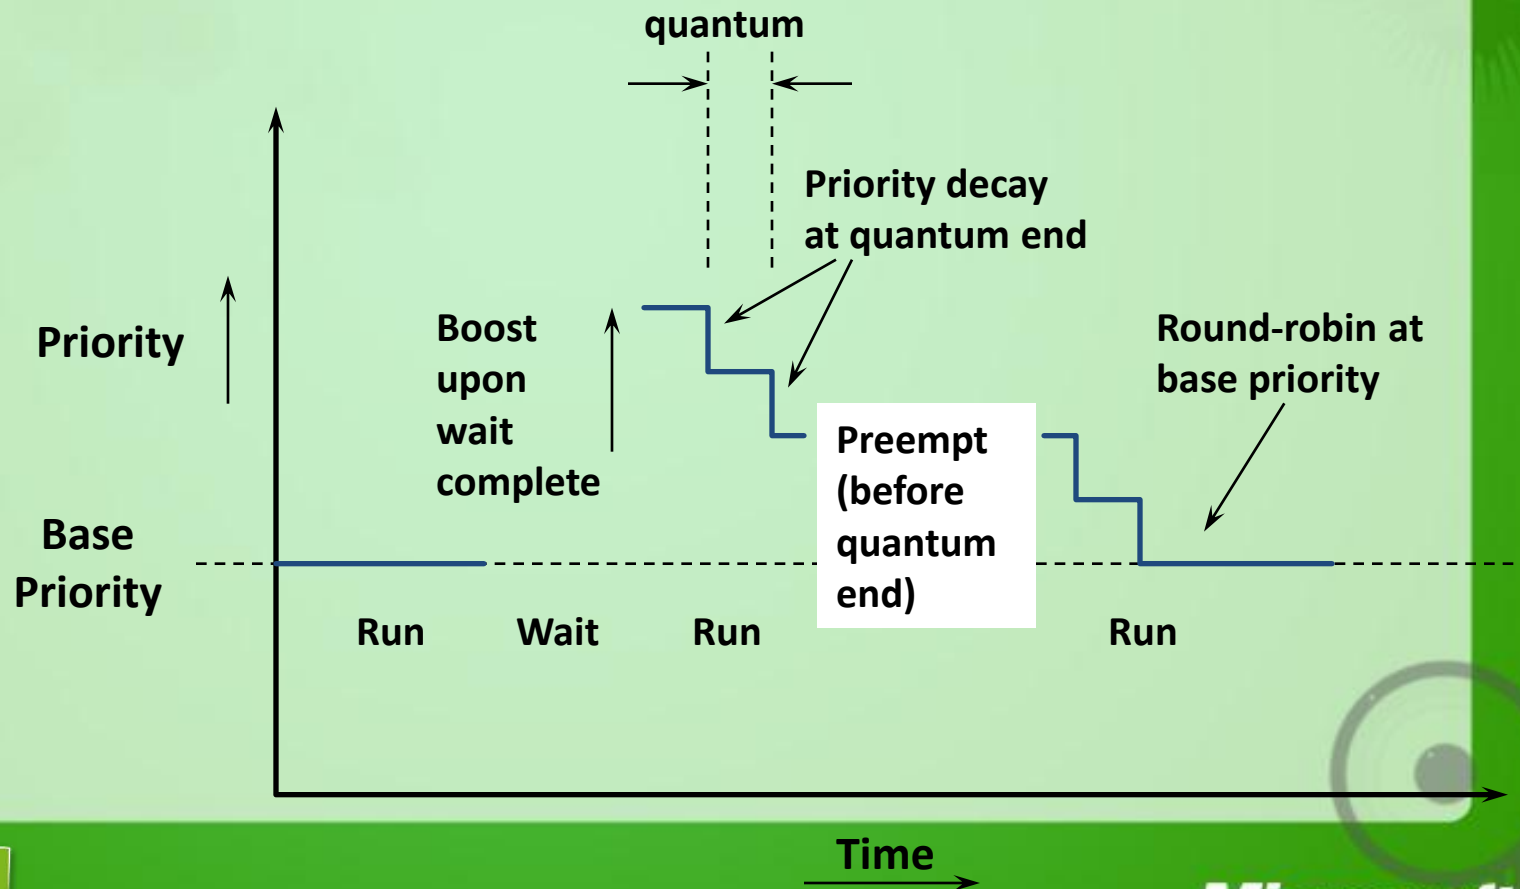 quantum
Priority decay
at quantum end
Priority
Boost
upon
wait
complete
Round-robin at
base priority
Preempt
(before
quantum
end)
Base
Priority
Run
Wait
Run
Run
Time